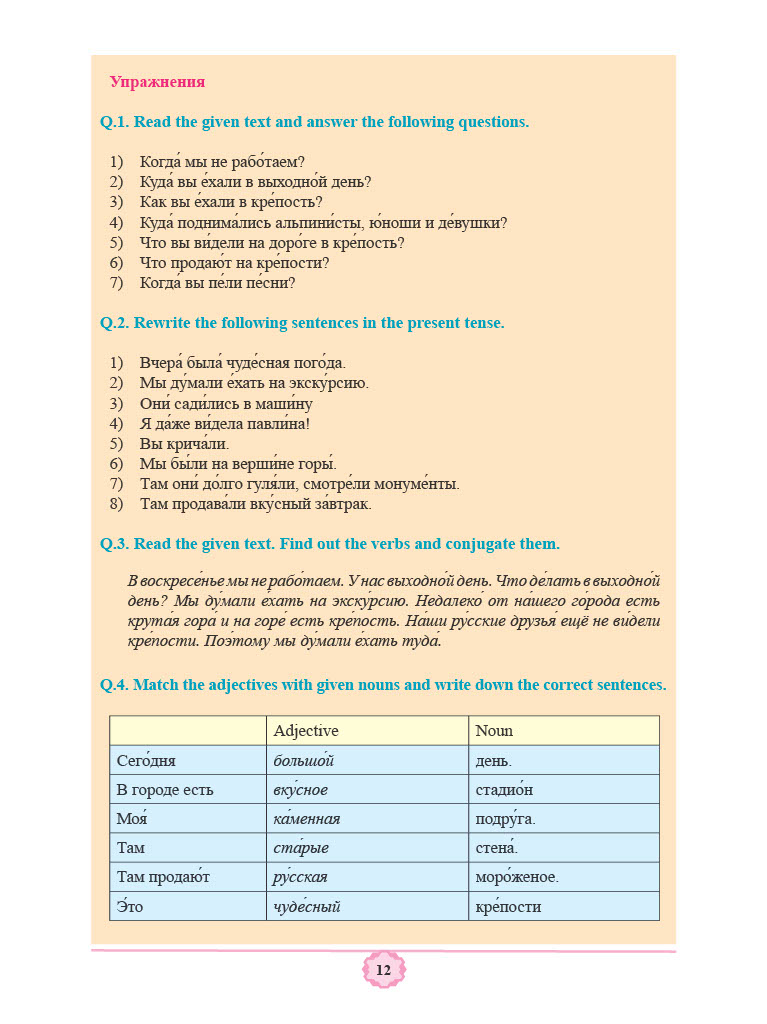 Упражнения
Q.1. Read the given text and answer the following questions.
1) Когда́ мы не рабо́таем?
2) Куда́ вы е́хали в выходно́й день?
3) Как вы е́хали в кре́пость?
4) Куда́ поднима́лись альпини́сты, ю́ноши и де́вушки?
5) Что вы ви́дели на доро́ге в кре́пость?
6) Что продаю́т на кре́пости?
7) Когда́ вы пе́ли пе́сни?
Q.2. Rewrite the following sentences in the present tense.
1) Вчера́ была́ чуде́сная пого́да.
2) Мы ду́мали е́хать на экску́рсию.
3) Они́ сади́лись в маши́ну
4) Я да́же ви́дела павли́на!
5) Вы крича́ли.
6) Мы бы́ли на верши́не горы́.
7) Там они́ до́лго гуля́ли, смотре́ли монуме́нты.
8) Там продава́ли вку́сный за́втрак.
Q.3. Read the given text. Find out the verbs and conjugate them.
В воскресе́нье мы не рабо́таем. У нас выходно́й день. Что де́лать в выходно́й
день? Мы ду́мали е́хать на экску́рсию. Недалеко́ от на́шего го́рода есть
крута́я гора́ и на горе́ есть кре́пость. На́ши ру́сские друзья́ ещё не ви́дели
кре́пости. Поэ́тому мы ду́мали е́хать туда́.
Q.4. Match the adjectives with given nouns and write down the correct sentences.
Adjective Noun
Сего́дня большо́й день.
В городе есть вку́сное стадио́н
Моя́ ка́менная подру́га.
Там ста́рые стена́.
Там продаю́т ру́сская моро́женое.
Э́то чуде́сный кре́пости
12